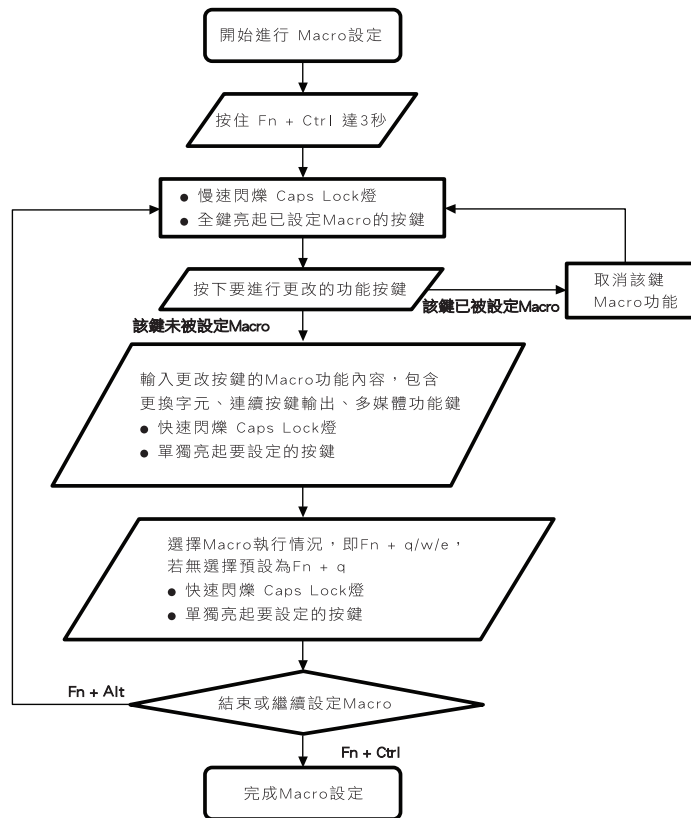 開始進行 Macro設定
按住 Fn + Ctrl 達3秒
● 慢速閃爍 Caps Lock燈
● 全鍵亮起已設定Macro的按鍵
按下要進行更改的功能按鍵
該鍵已被設定Macro
取消該鍵
Macro功能
該鍵未被設定Macro
輸入更改按鍵的Macro功能內容，包含
更換字元、連續按鍵輸出、多媒體功能鍵
● 快速閃爍 Caps Lock燈
● 單獨亮起要設定的按鍵
選擇Macro執行情況，即Fn + q/w/e，
若無選擇預設為Fn + q
● 快速閃爍 Caps Lock燈
● 單獨亮起要設定的按鍵
Fn + Alt
結束或繼續設定Macro
Fn + Ctrl
完成Macro設定